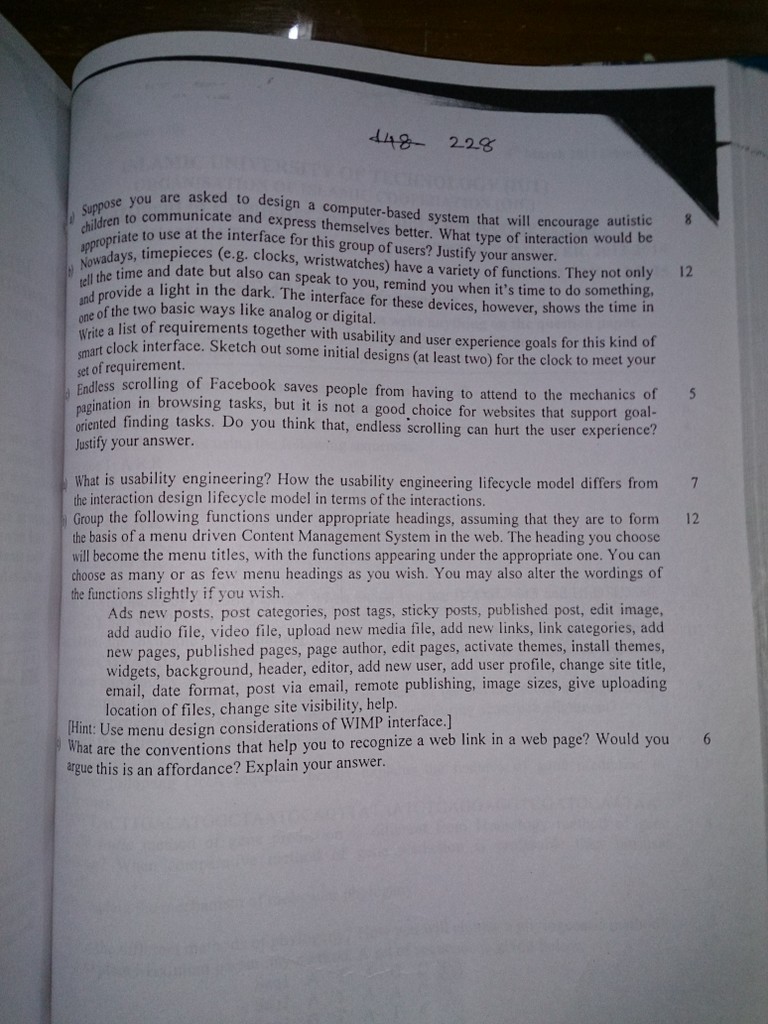 148 228
a) Suppose you are asked to design a computer-based system that will encourage autistic 8
children to communicate and express themselves better. What type of interaction would be
appropriate to use at the interface for this group of users? Justify your answer.
b) Nowadays, timepieces (e.g. clocks, wristwatches) have a variety of functions. They not only 12
tell the time and date but also can speak to you, remind you when it's time to do something,
and provide a light in the dark. The interface for these devices, however, shows the time in
one of the two basic ways like analog or digital.
Write a list of requirements together with usability and user experience goals for this kind of
smart clock interface. Sketch out some initial designs (at least two) for the clock to meet your
set of requirement.
c) Endless scrolling of Facebook saves people from having to attend to the mechanics of 5
pagination in browsing tasks, but it is not a good choice for websites that support goal-
oriented finding tasks. Do you think that, endless scrolling can hurt the user experience?
Justify your answer.
What is usability engineering? How the usability engineering lifecycle model differs from 7
the interaction design lifecycle model in terms of the interactions.
Group the following functions under appropriate headings, assuming that they are to form 12
the basis of a menu driven Content Management System in the web. The heading you choose
will become the menu titles, with the functions appearing under the appropriate one. You can
choose as many or as few menu headings as you wish. You may also alter the wordings of
the functions slightly if you wish.
Ads new posts, post categories, post tags, sticky posts, published post, edit image,
add audio file, video file, upload new media file, add new links, link categories, add
new pages, published pages, page author, edit pages, activate themes, install themes,
widgets, background, header, editor, add new user, add user profile, change site title,
email, date format, post via email, remote publishing, image sizes, give uploading
location of files, change site visibility, help.
[Hint: Use menu design considerations of WIMP interface.]
What are the conventions that help you to recognize a web link in a web page? Would you 6
argue this is an affordance? Explain your answer.